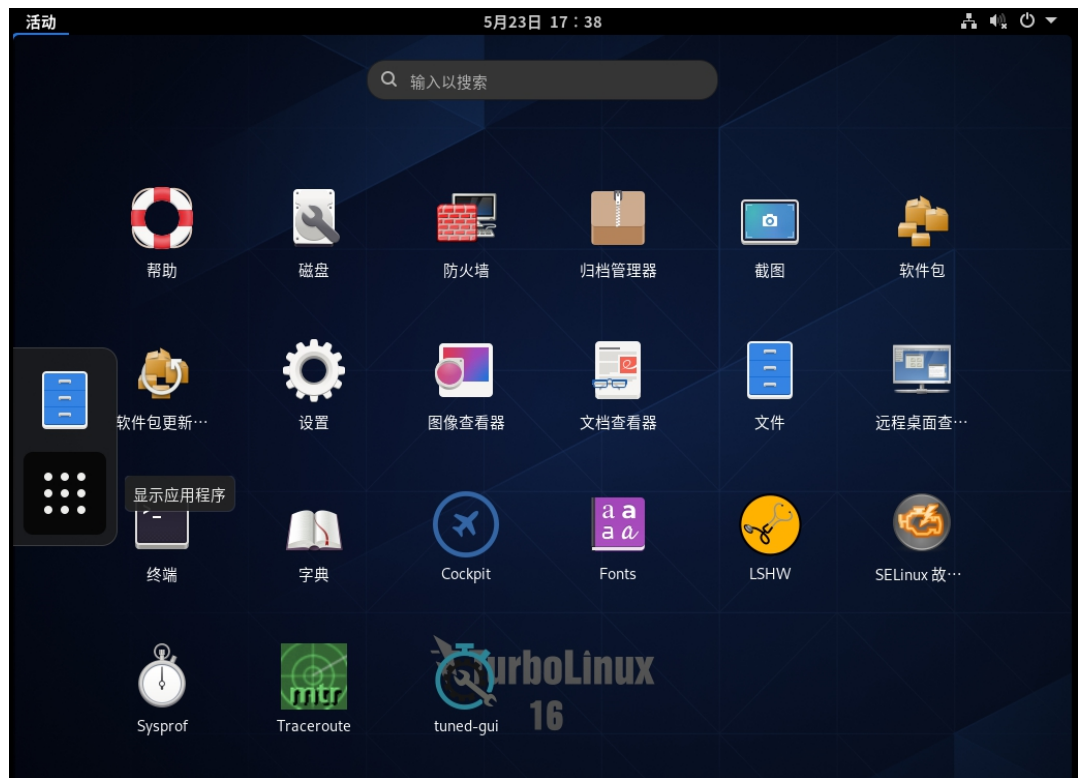 活动
5月23日 17：38
输入以搜索
帮助
磁盘
防火墙
归档管理器
截图
软件包
软件包更新…
设置
图像查看器
文档查看器
文件
远程桌面查…
显示应用程序
a a
a a
终端
字典
Cockpit
Fonts
LSHW
SELinux 故…
TurboLinux
16
mtr
Sysprof
Traceroute
tuned-gui